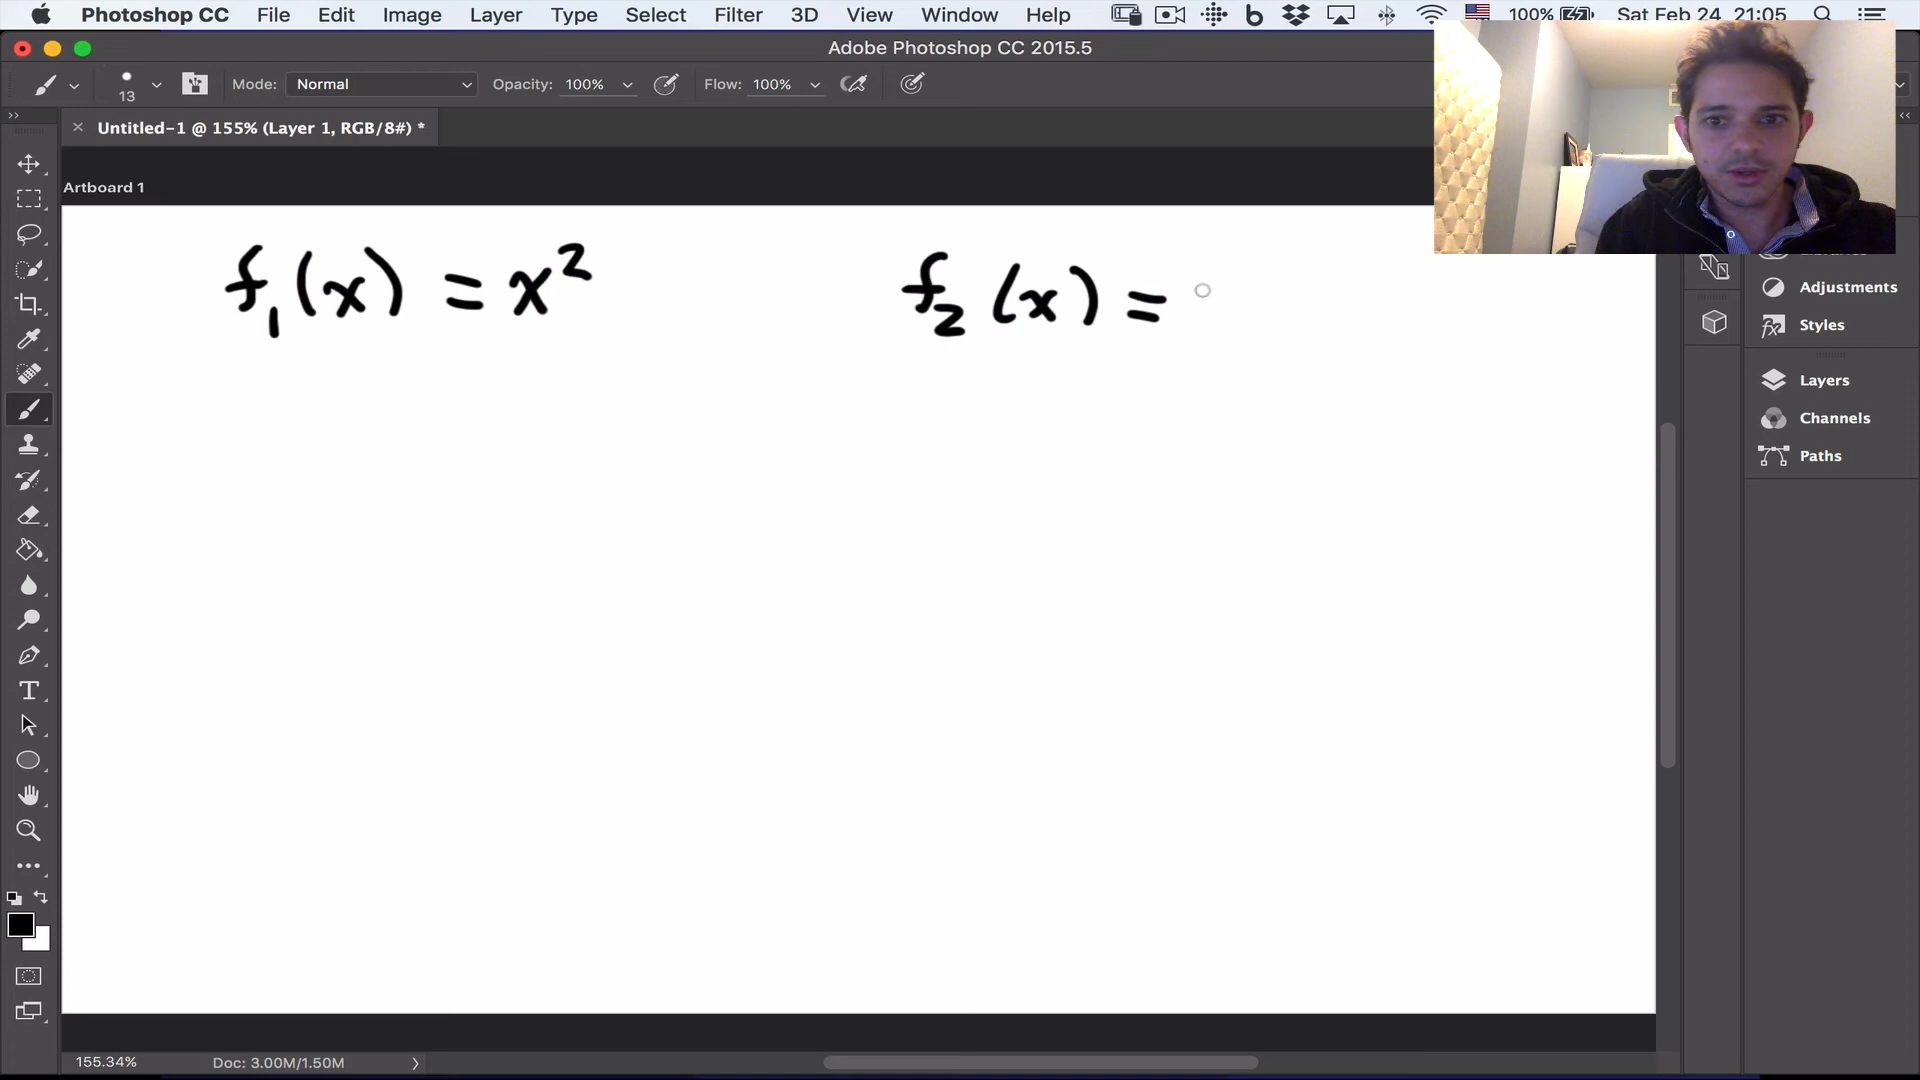 Photoshop CC File Edit Image Layer Type Select Filter 3D View Window Help 100% Sat Feb 24 21:05
Adobe Photoshop CC 2015.5
13 Mode: Normal Opacity: 100% Flow: 100%
Untitled-1 @ 155% (Layer 1, RGB/8#) *
Artboard 1
f₁(x) = x²
f₂(x) =
Adjustments
Styles
Layers
Channels
Paths
155.34% Doc: 3.00M/1.50M